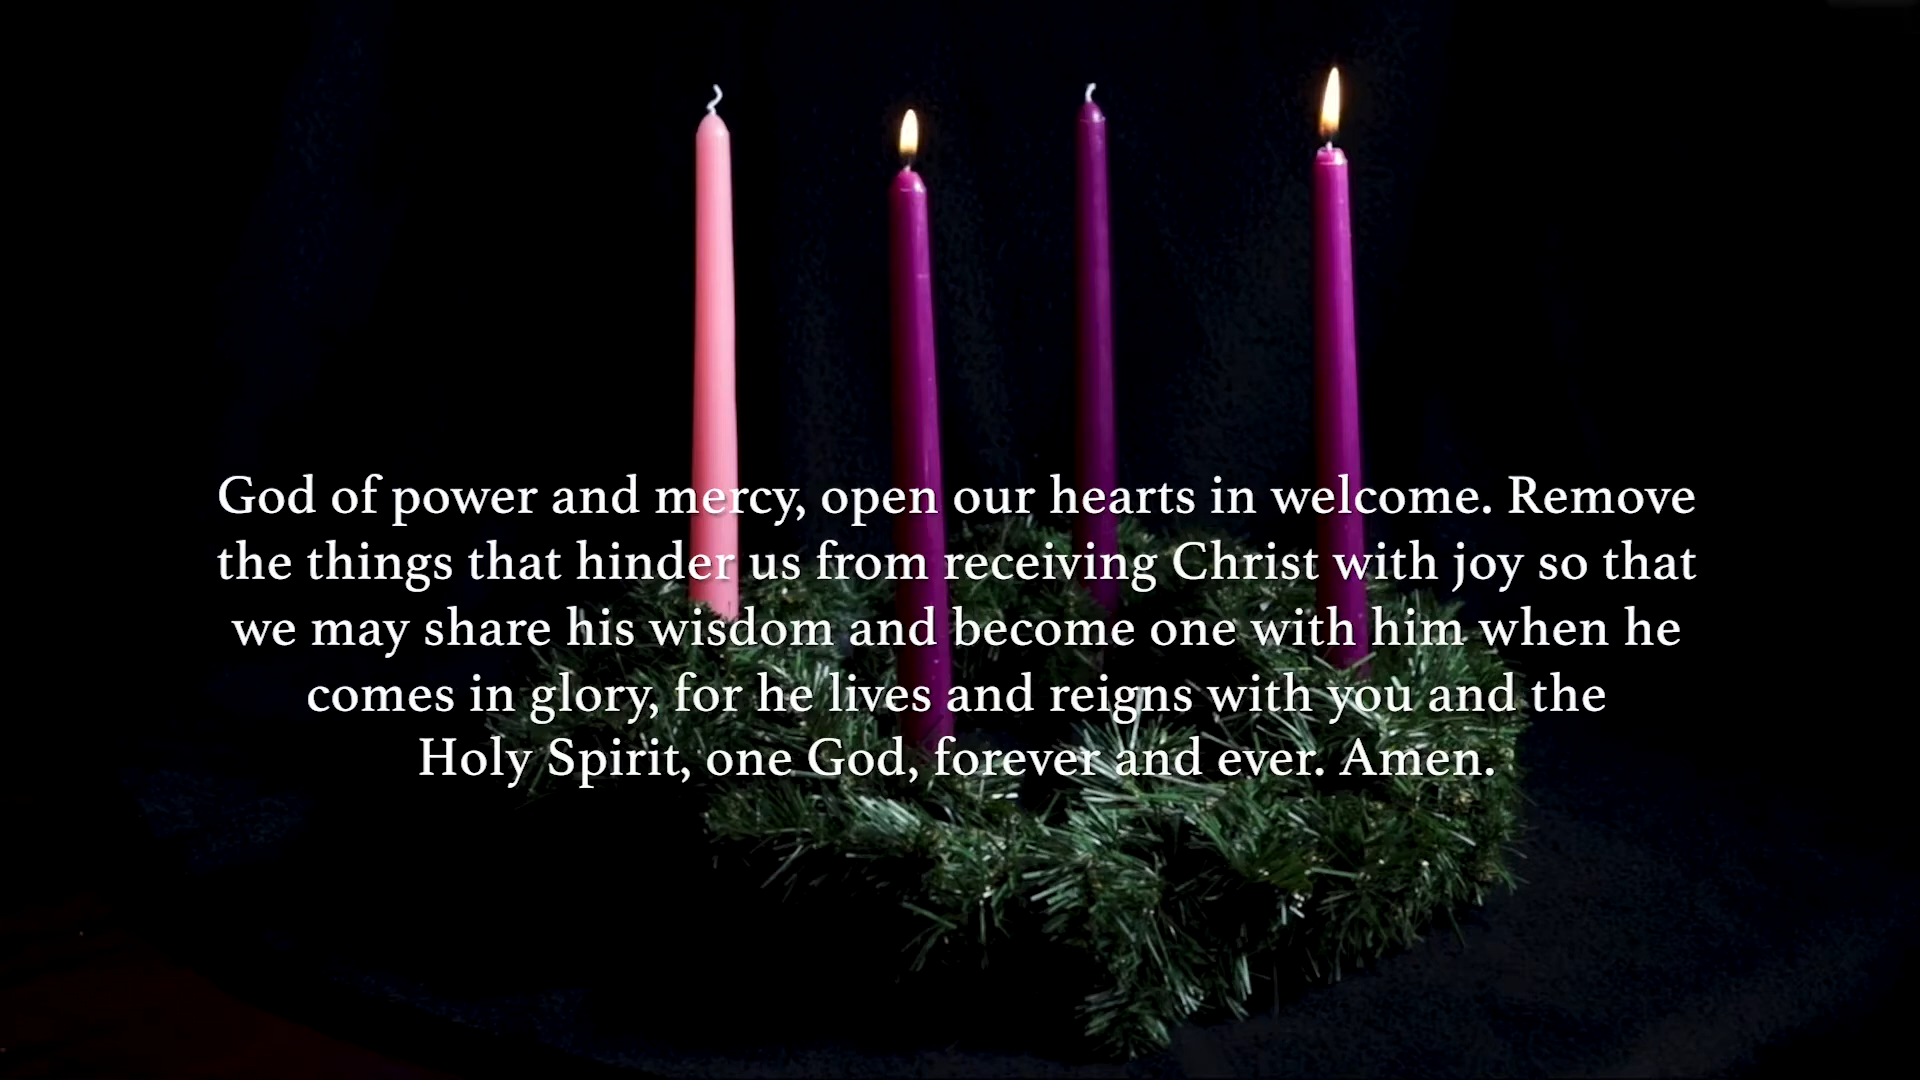 God of power and mercy, open our hearts in welcome. Remove
the things that hinder us from receiving Christ with joy so that
we may share his wisdom and become one with him when he
comes in glory, for he lives and reigns with you and the
Holy Spirit, one God, forever and ever. Amen.